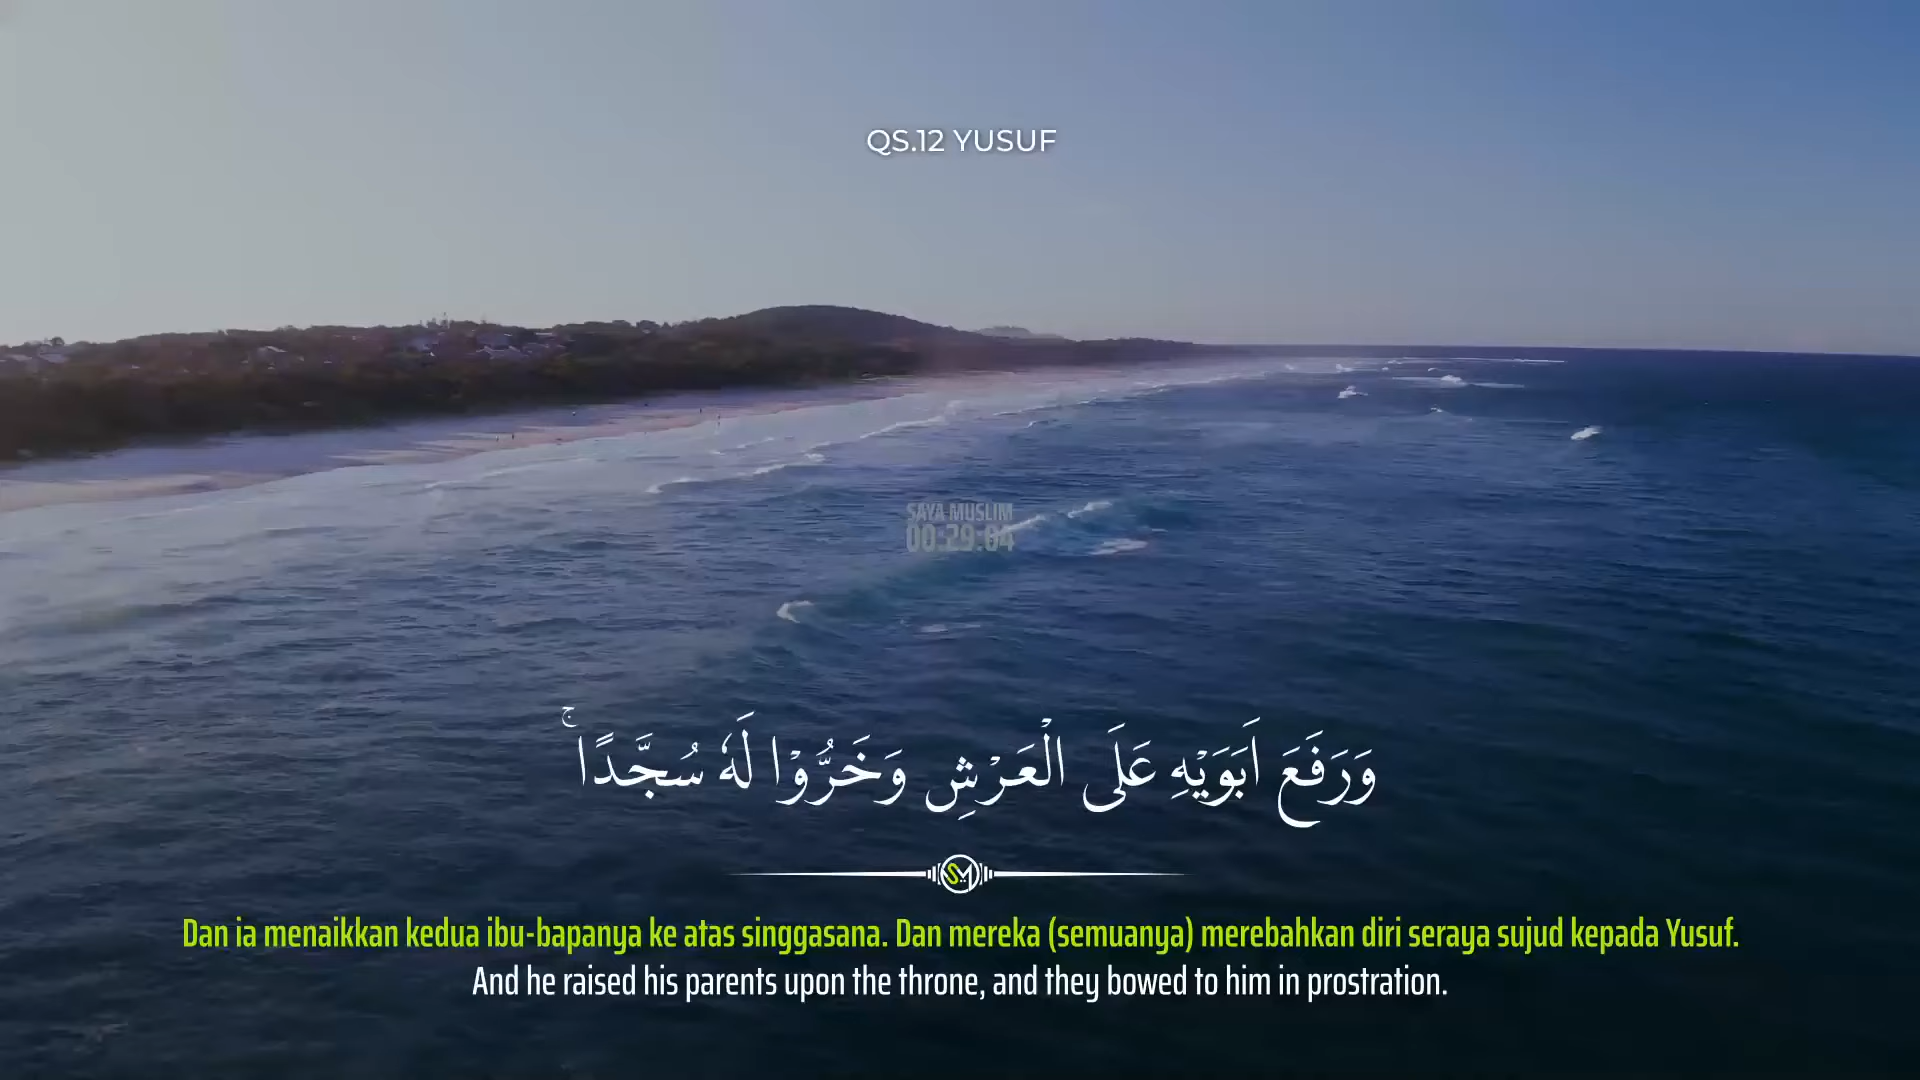 QS.12 YUSUF
SAYA MUSLIM
00:29:04
وَرَفَعَ اَبَوَيْهِ عَلَى الْعَرْشِ وَخَرُّوْا لَهٗ سُجَّدًاۚ
SM
Dan ia menaikkan kedua ibu-bapanya ke atas singgasana. Dan mereka (semuanya) merebahkan diri seraya sujud kepada Yusuf.
And he raised his parents upon the throne, and they bowed to him in prostration.